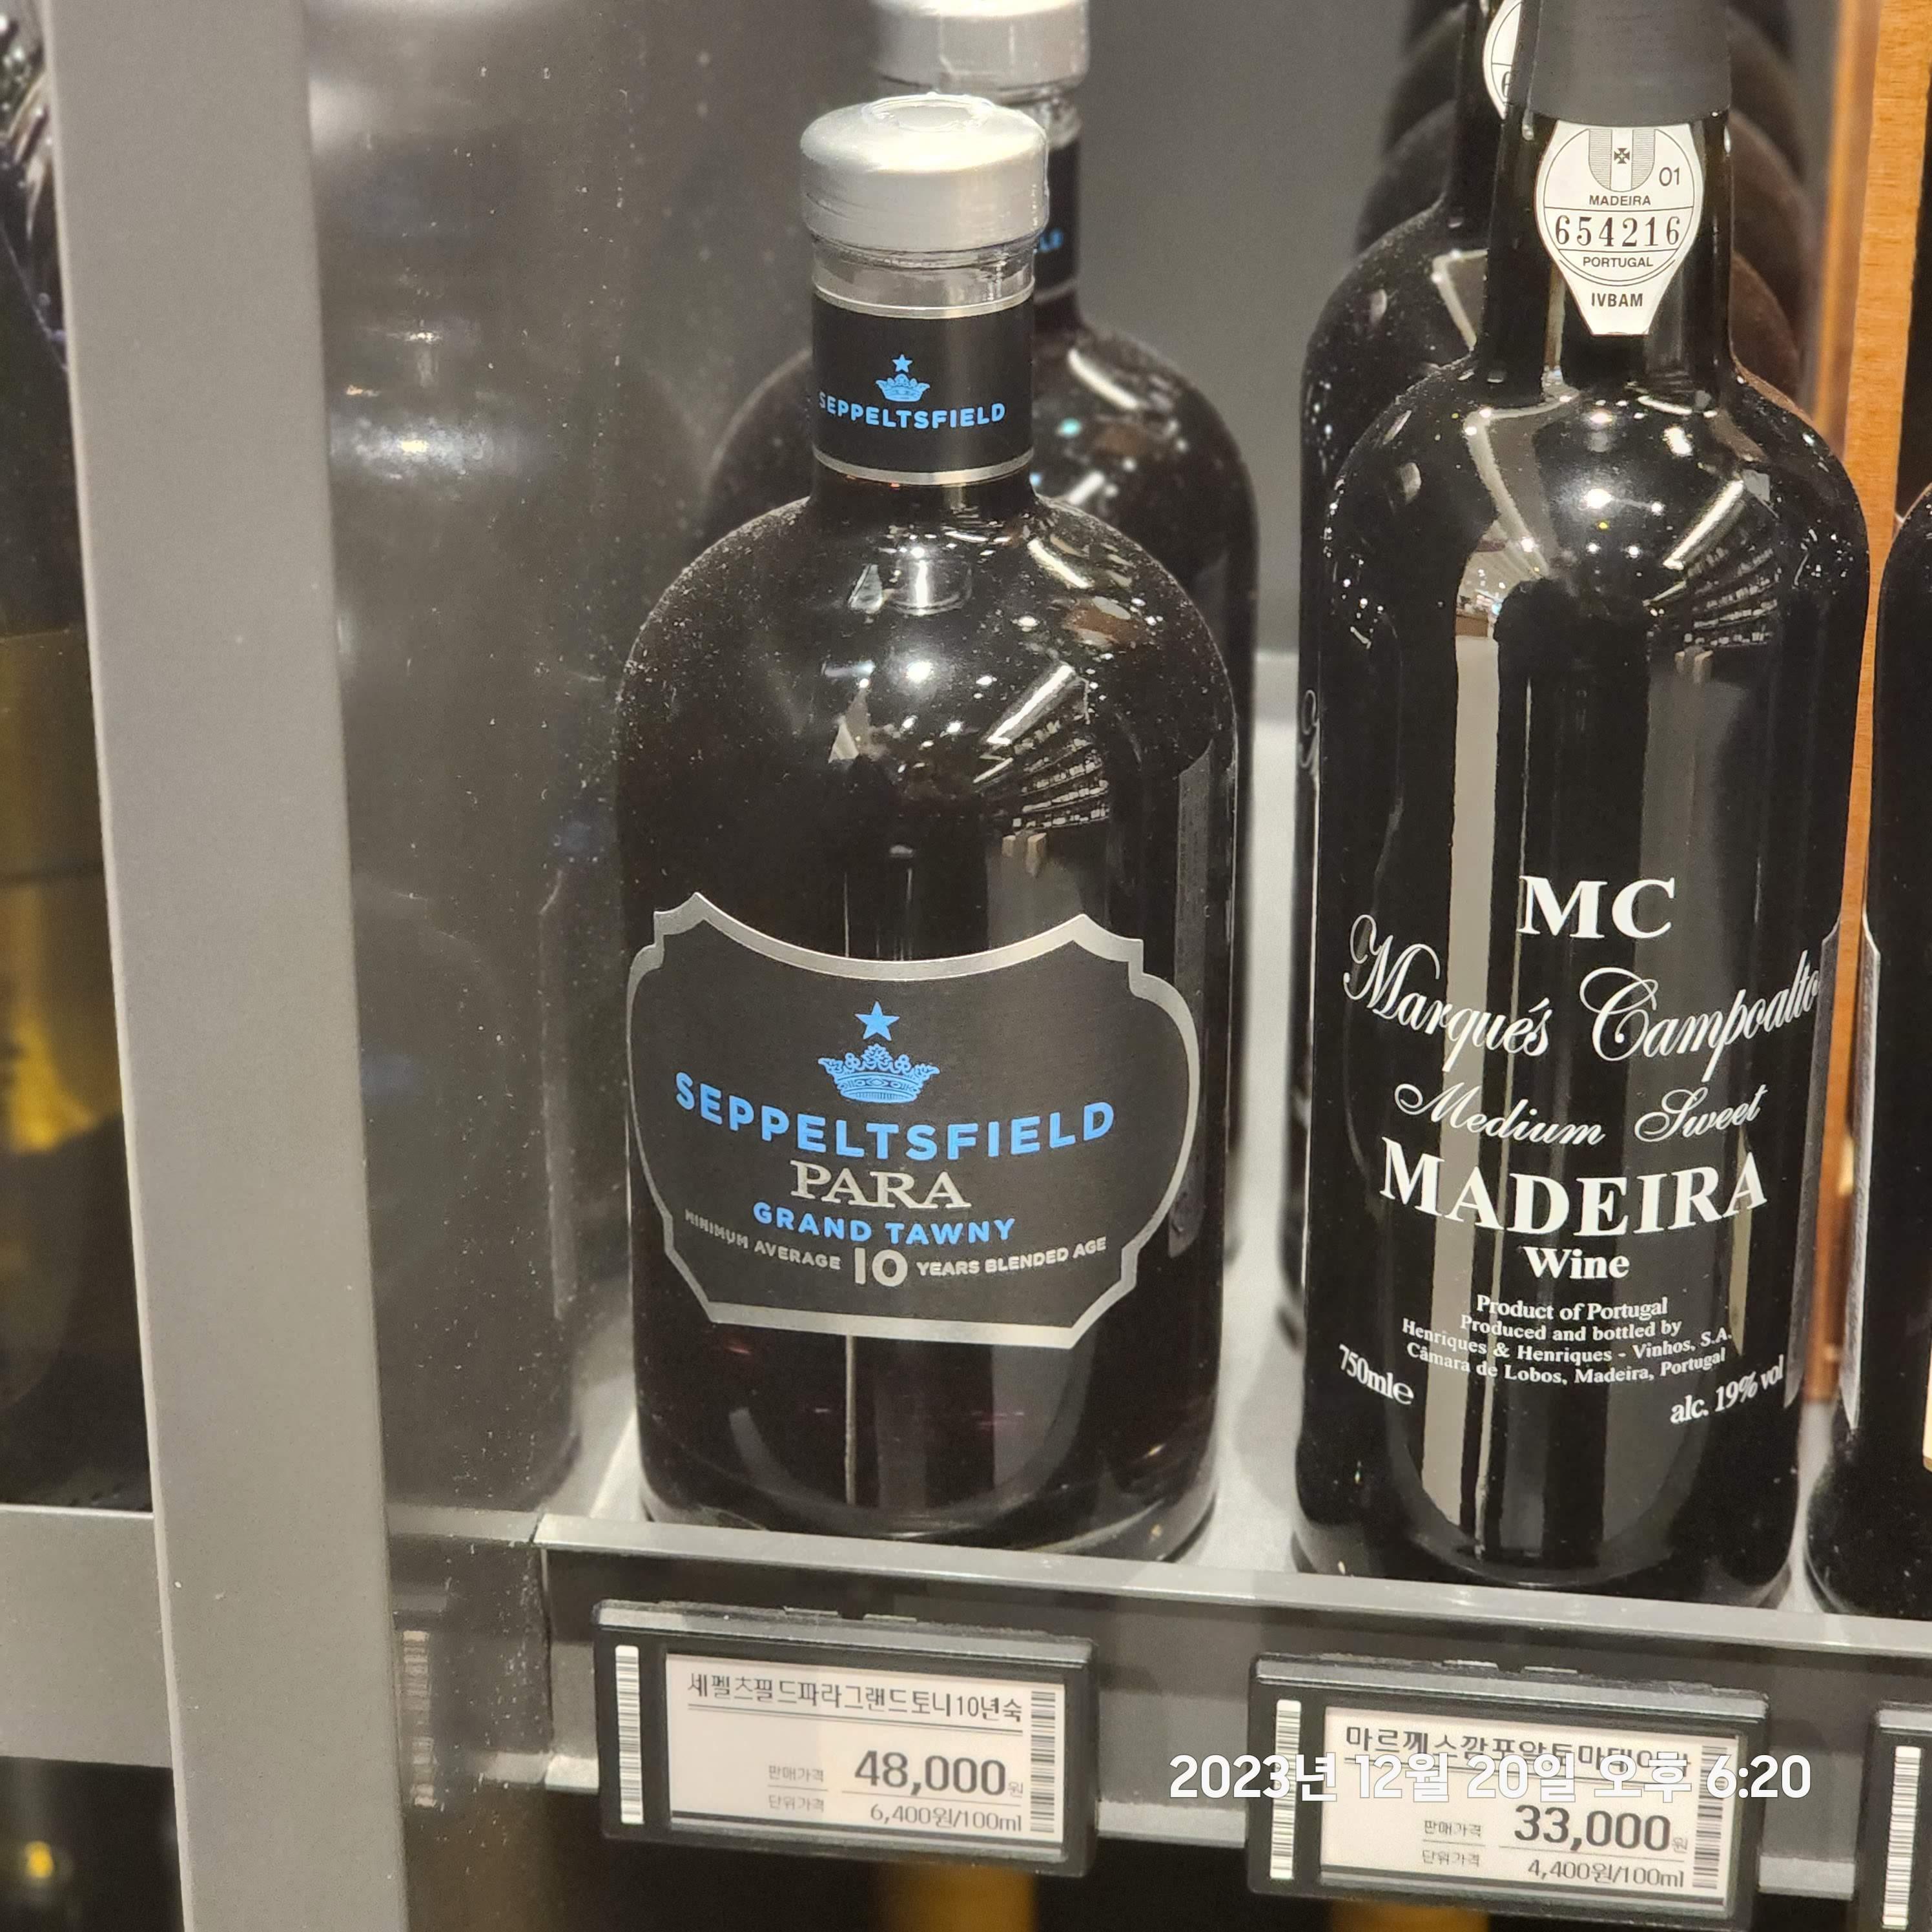 SEPPELTSFIELD
SEPPELTSFIELD
PARA
GRAND TAWNY
MINIMUM AVERAGE 10 YEARS BLENDED AGE
01
MADEIRA
654216
PORTUGAL
IVBAM
MC
Marqués Campoalto
Medium Sweet
MADEIRA
Wine
Product of Portugal
Produced and bottled by
Henriques & Henriques - Vinhos, S.A.
Câmara de Lobos, Madeira, Portugal
750ml e
alc. 19% vol
세펠츠필드파라그랜드토니10년숙
판매가격 48,000원
단위가격 6,400원/100ml
2023년 12월 20일 오후 6:20
판매가격 33,000원
단위가격 4,400원/100ml